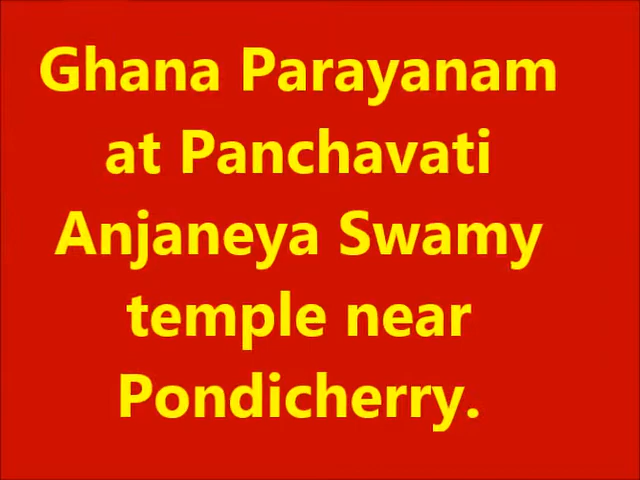 Ghana Parayanam
at Panchavati
Anjaneya Swamy
temple near
Pondicherry.